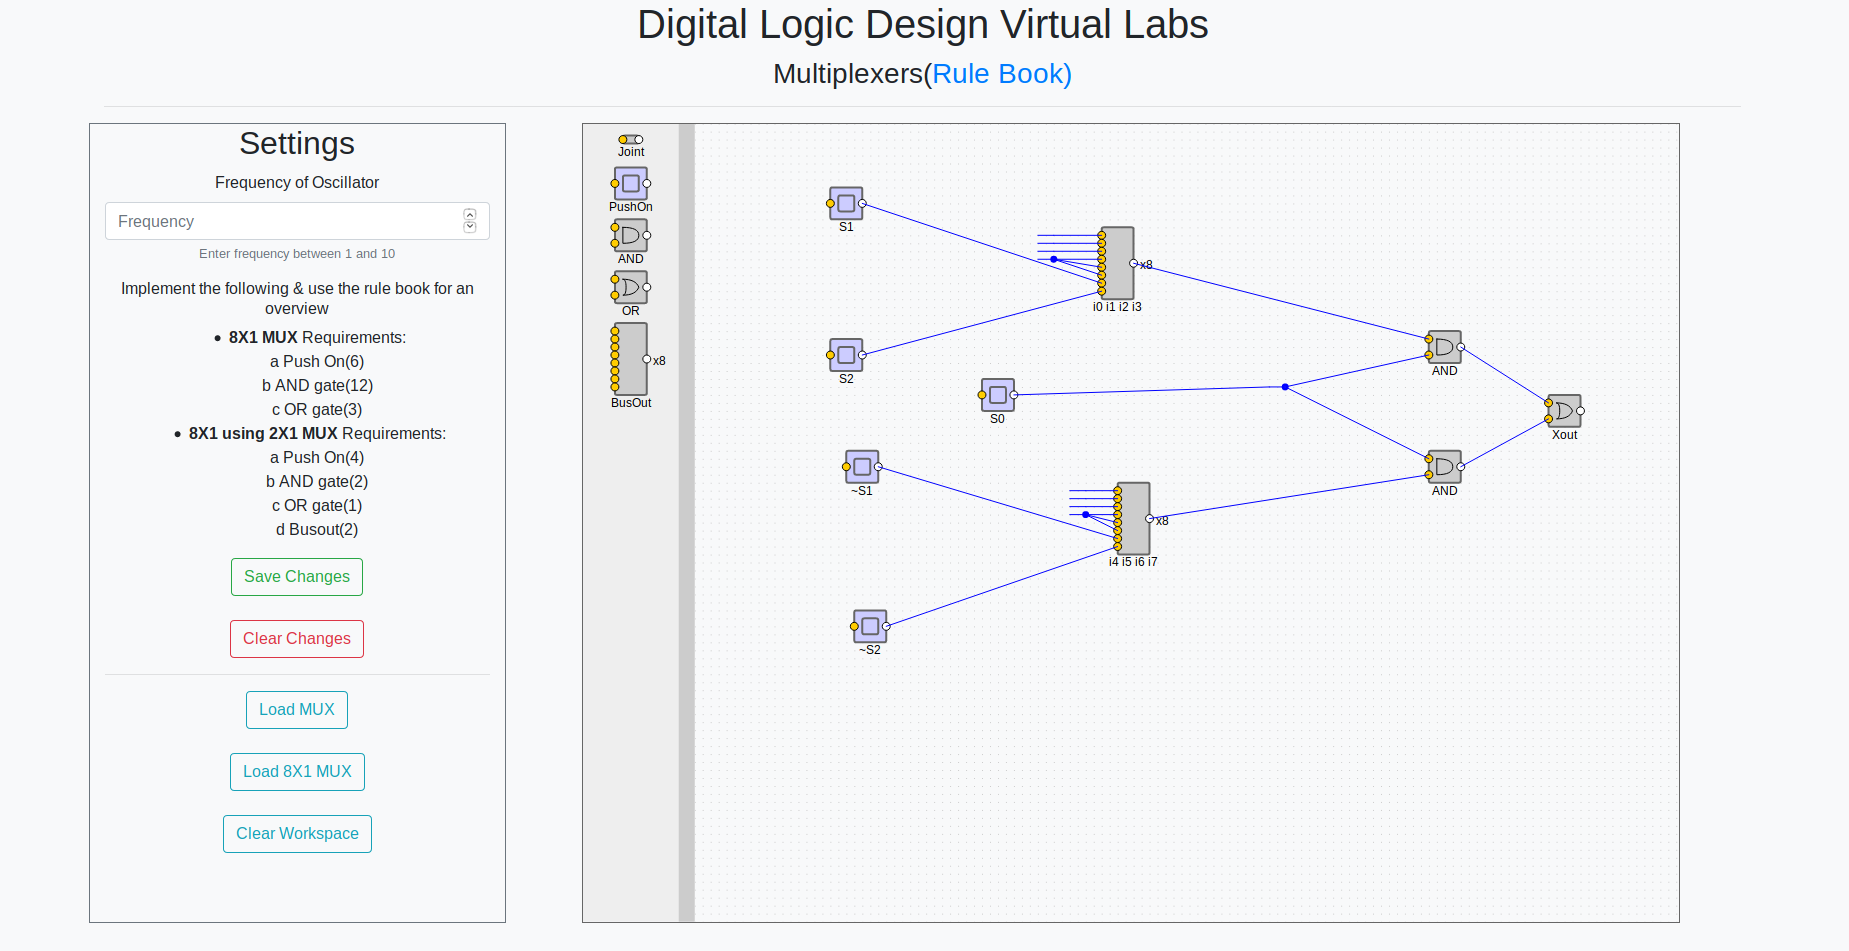 Digital Logic Design Virtual Labs
Multiplexers(Rule Book)
Settings
Frequency of Oscillator
Frequency
Enter frequency between 1 and 10
Implement the following & use the rule book for an
overview
• 8X1 MUX Requirements:
a Push On(6)
b AND gate(12)
c OR gate(3)
• 8X1 using 2X1 MUX Requirements:
a Push On(4)
b AND gate(2)
c OR gate(1)
d Busout(2)
Save Changes
Clear Changes
Load MUX
Load 8X1 MUX
Clear Workspace
Joint
PushOn
AND
OR
x8
BusOut
S1
x8
i0 i1 i2 i3
S2
S0
AND
Xout
~S1
AND
x8
i4 i5 i6 i7
~S2